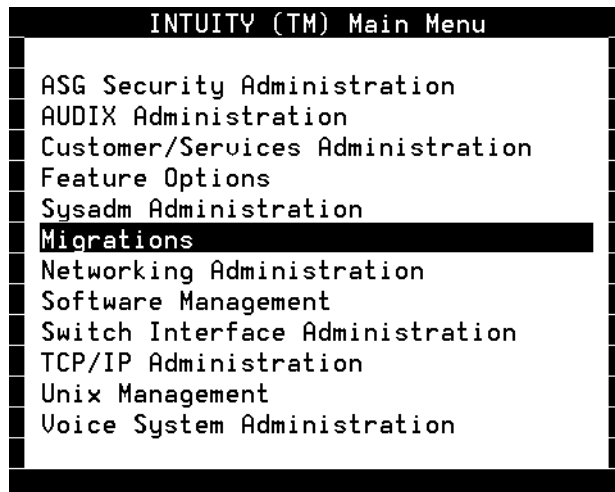 INTUITY (TM) Main Menu
ASG Security Administration
AUDIX Administration
Customer/Services Administration
Feature Options
Sysadm Administration
Migrations
Networking Administration
Software Management
Switch Interface Administration
TCP/IP Administration
Unix Management
Voice System Administration